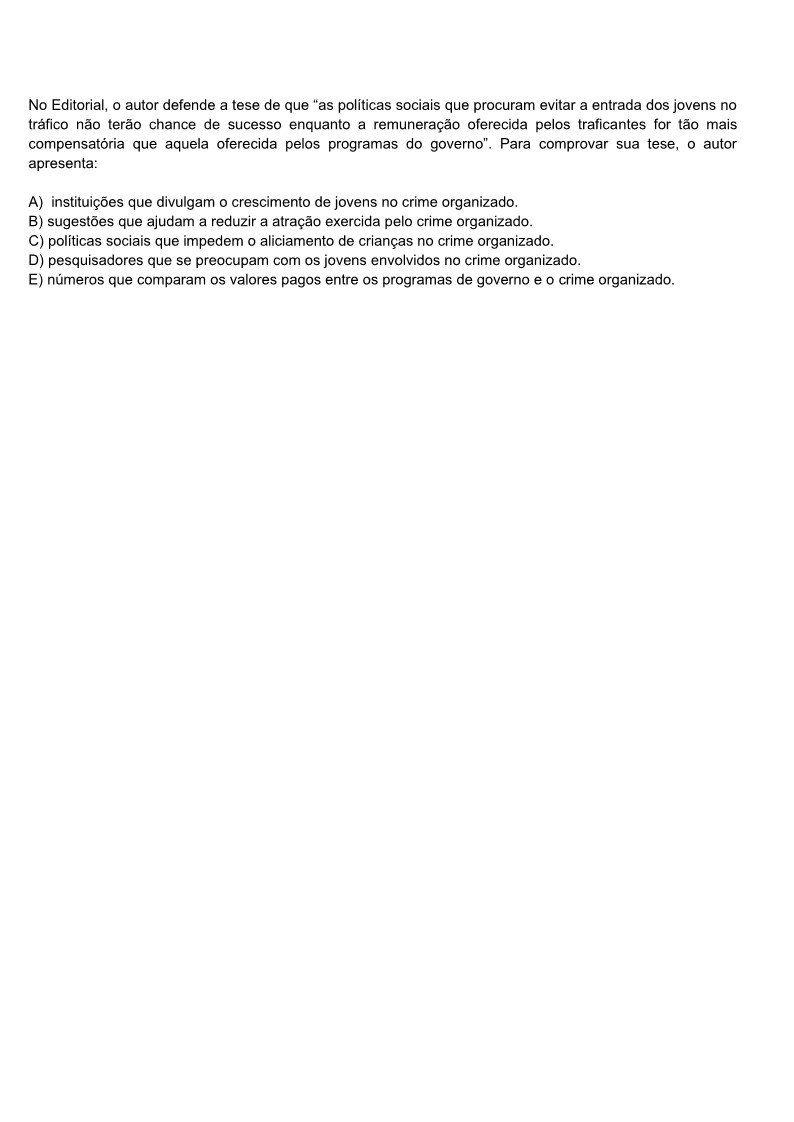 No Editorial, o autor defende a tese de que “as políticas sociais que procuram evitar a entrada dos jovens no
tráfico não terão chance de sucesso enquanto a remuneração oferecida pelos traficantes for tão mais
compensatória que aquela oferecida pelos programas do governo”. Para comprovar sua tese, o autor
apresenta:
A)  instituições que divulgam o crescimento de jovens no crime organizado.
B) sugestões que ajudam a reduzir a atração exercida pelo crime organizado.
C) políticas sociais que impedem o aliciamento de crianças no crime organizado.
D) pesquisadores que se preocupam com os jovens envolvidos no crime organizado.
E) números que comparam os valores pagos entre os programas de governo e o crime organizado.